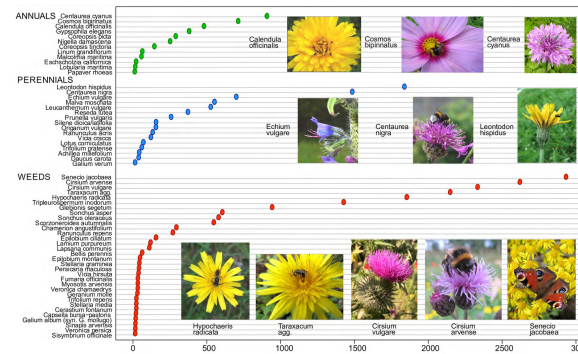 ANNUALS
Centaurea cyanus
Cosmos bipinnatus
Calendula officinalis
Gypsophila elegans
Coreopsis picta
Nigella damascena
Coreopsis tinctoria
Linum grandiflorum
Malcolmia maritima
Eschscholzia californica
Lobularia maritima
Papaver rhoeas
Calendula
officinalis
Cosmos
bipinnatus
Centaurea
cyanus
PERENNIALS
Leontodon hispidus
Centaurea nigra
Echium vulgare
Malva moschata
Leucanthemum vulgare
Reseda lutea
Prunella vulgaris
Silene dioica/latifolia
Origanum vulgare
Ranunculus acris
Vicia cracca
Lotus corniculatus
Trifolium pratense
Achillea millefolium
Daucus carota
Galium verum
Echium
vulgare
Centaurea
nigra
Leontodon
hispidus
WEEDS
Senecio jacobaea
Cirsium arvense
Cirsium vulgare
Taraxacum agg.
Hypochaeris radicata
Tripleurospermum inodorum
Glebionis segetum
Sonchus asper
Sonchus oleraceus
Scorzoneroides autumnalis
Chamerion angustifolium
Ranunculus repens
Epilobium ciliatum
Lamium purpureum
Lapsana communis
Bellis perennis
Epilobium montanum
Stellaria graminea
Persicaria maculosa
Vicia hirsuta
Fumaria officinalis
Myosotis arvensis
Veronica chamaedrys
Geranium molle
Trifolium repens
Stellaria media
Cerastium fontanum
Capsella bursa-pastoris
Galium album (syn. G. mollugo)
Sinapis arvensis
Veronica persica
Sisymbrium officinale
Hypochaeris
radicata
Taraxacum
agg.
Cirsium
vulgare
Cirsium
arvense
Senecio
jacobaea
0 500 1000 1500 2000 2500